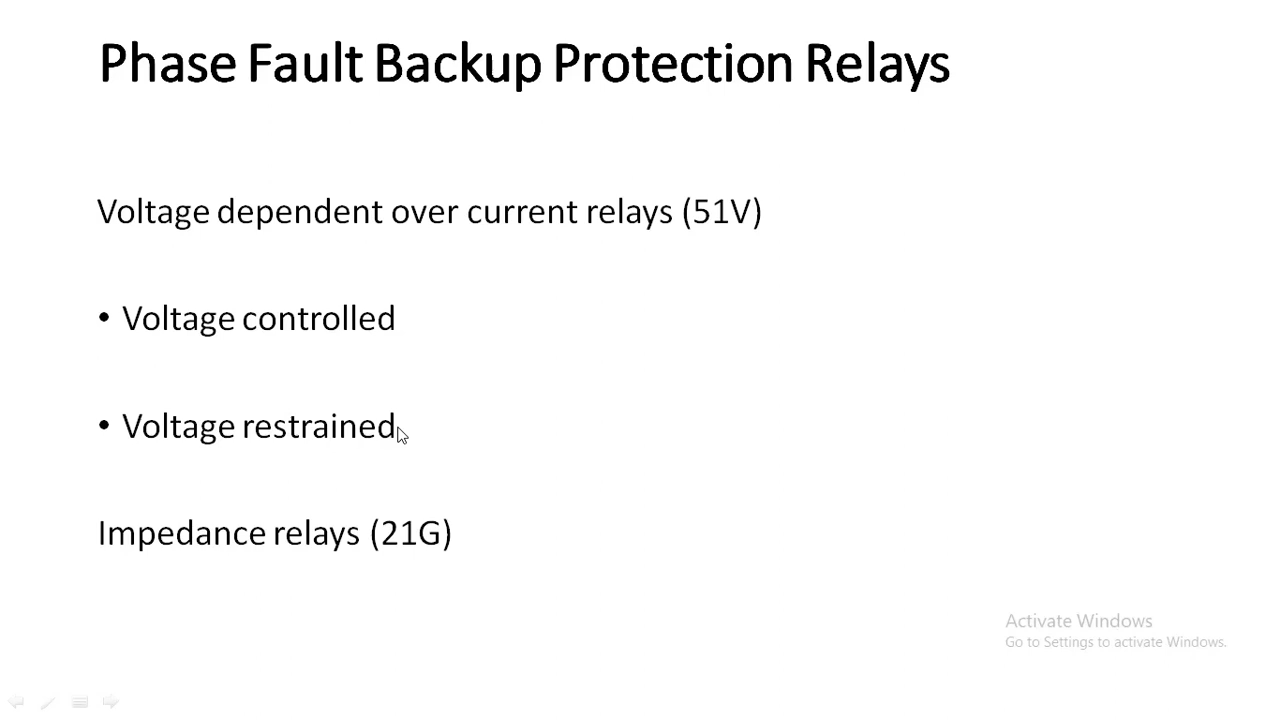 Phase Fault Backup Protection Relays
Voltage dependent over current relays (51V)
• Voltage controlled
• Voltage restrained
Impedance relays (21G)
Activate Windows
Go to Settings to activate Windows.